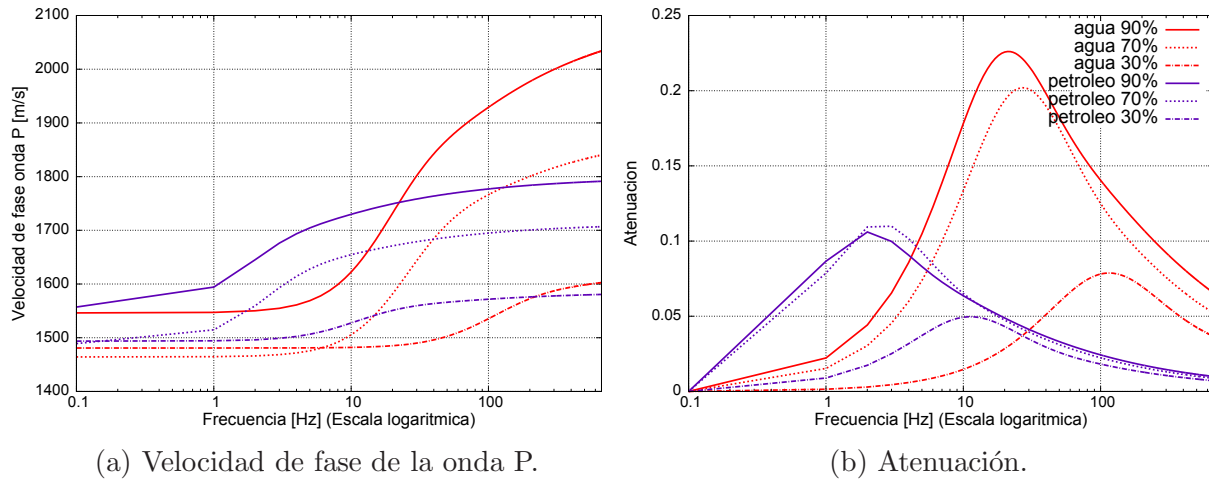 2100
2000
1900
1800
1700
1600
1500
1400
0.1
1
10
100
Velocidad de fase onda P [m/s]
Frecuencia [Hz] (Escala logaritmica)
(a) Velocidad de fase de la onda P.
0.25
0.2
0.15
0.1
0.05
0
0.1
1
10
100
Atenuacion
Frecuencia [Hz] (Escala logaritmica)
agua 90%
agua 70%
agua 30%
petroleo 90%
petroleo 70%
petroleo 30%
(b) Atenuación.